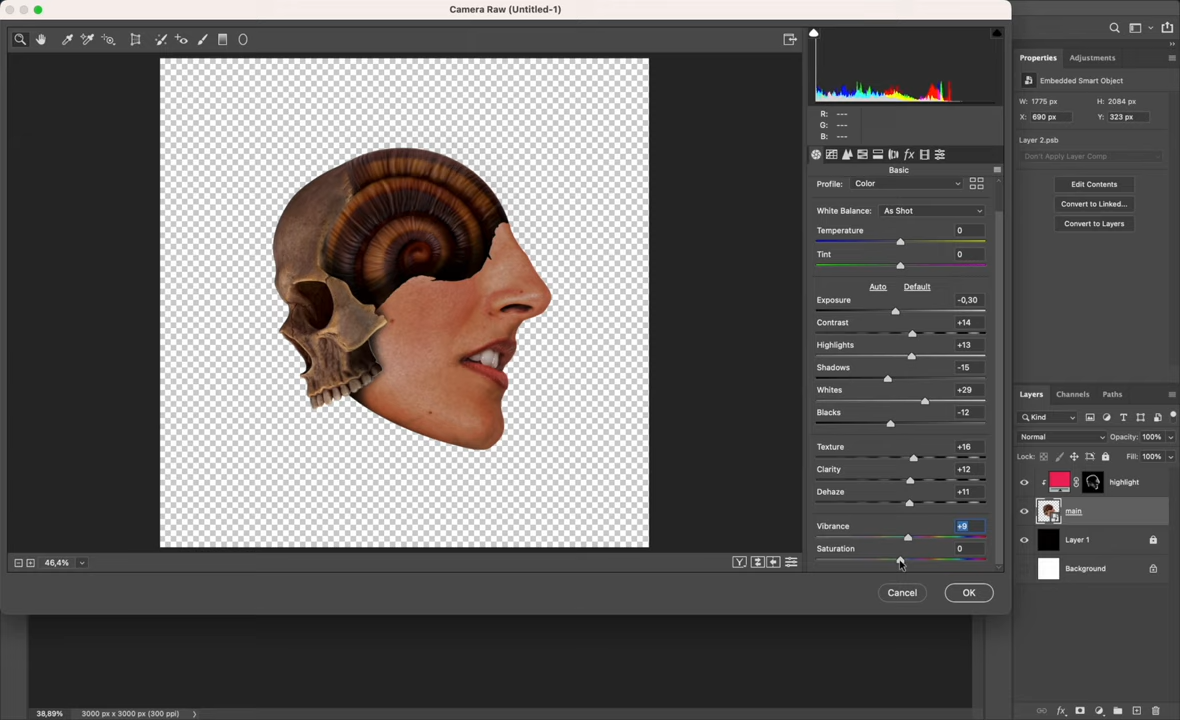 Camera Raw (Untitled-1)
R: ---
G: ---
B: ---
Basic
Profile: Color
White Balance: As Shot
Temperature 0
Tint 0
Auto Default
Exposure -0,30
Contrast +14
Highlights +13
Shadows -15
Whites +29
Blacks -12
Texture +16
Clarity +12
Dehaze +11
Vibrance +9
Saturation 0
46,4%
Cancel OK
38,89% 3000 px x 3000 px (300 ppi)
Properties Adjustments
Embedded Smart Object
W: 1775 px H: 2084 px
X: 690 px Y: 323 px
Layer 2.psb
Don't Apply Layer Comp
Edit Contents
Convert to Linked...
Convert to Layers
Layers Channels Paths
Kind
Normal Opacity: 100%
Lock: Fill: 100%
highlight
main
Layer 1
Background